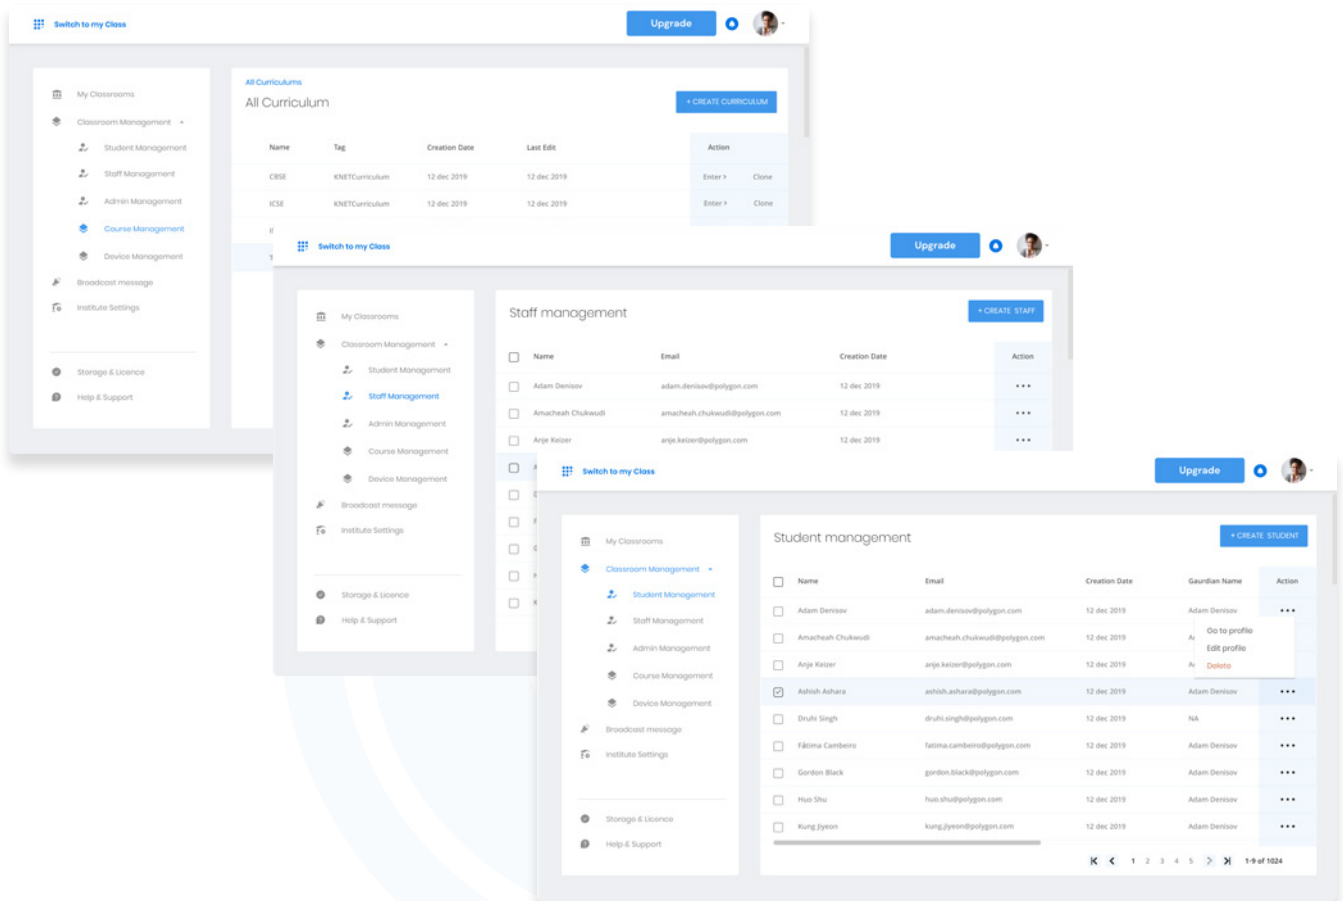 Switch to my Class
Upgrade
My Classrooms
Classroom Management
Student Management
Staff Management
Admin Management
Course Management
Device Management
Broadcast message
Institute Settings
Storage & Licence
Help & Support
All Curriculums
All Curriculum
+ CREATE CURRICULUM
Name Tag Creation Date Last Edit Action
CBSE KNETCurriculum 12 dec 2019 12 dec 2019 Enter > Clone
ICSE KNETCurriculum 12 dec 2019 12 dec 2019 Enter > Clone
Switch to my Class
Upgrade
My Classrooms
Classroom Management
Student Management
Staff Management
Admin Management
Course Management
Device Management
Broadcast message
Institute Settings
Storage & Licence
Help & Support
Staff management
+ CREATE STAFF
Name Email Creation Date Action
Adam Denisov adam.denisov@polygon.com 12 dec 2019
Amacheah Chukwudi amacheah.chukwudi@polygon.com 12 dec 2019
Anje Keizer anje.keizer@polygon.com 12 dec 2019
Switch to my Class
Upgrade
My Classrooms
Classroom Management
Student Management
Staff Management
Admin Management
Course Management
Device Management
Broadcast message
Institute Settings
Storage & Licence
Help & Support
Student management
+ CREATE STUDENT
Name Email Creation Date Gaurdian Name Action
Adam Denisov adam.denisov@polygon.com 12 dec 2019 Adam Denisov
Amacheah Chukwudi amacheah.chukwudi@polygon.com 12 dec 2019
Anje Keizer anje.keizer@polygon.com 12 dec 2019
Go to profile
Edit profile
Delete
Ashish Ashara ashish.ashara@polygon.com 12 dec 2019 Adam Denisov
Druhi Singh druhi.singh@polygon.com 12 dec 2019 NA
Fátima Cambeiro fatima.cambeiro@polygon.com 12 dec 2019 Adam Denisov
Gordon Black gordon.black@polygon.com 12 dec 2019 Adam Denisov
Huo Shu huo.shu@polygon.com 12 dec 2019 Adam Denisov
Kung Jiyeon kung.jiyeon@polygon.com 12 dec 2019 Adam Denisov
1 2 3 4 5 1-9 of 1024